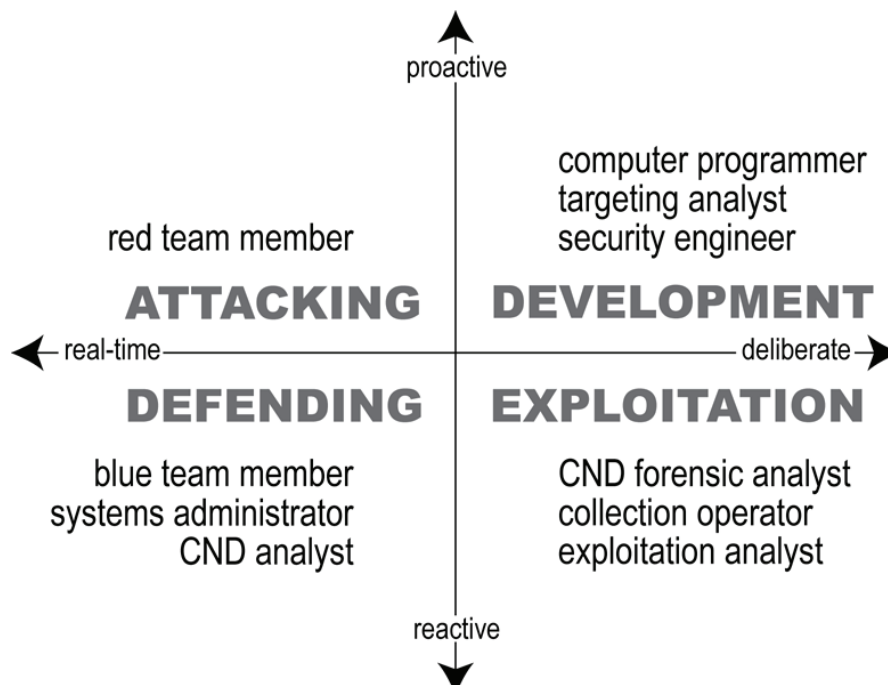 proactive
computer programmer
targeting analyst
red team member
security engineer
ATTACKING
DEVELOPMENT
real-time
deliberate
DEFENDING
EXPLOITATION
blue team member
systems administrator
CND analyst
CND forensic analyst
collection operator
exploitation analyst
reactive